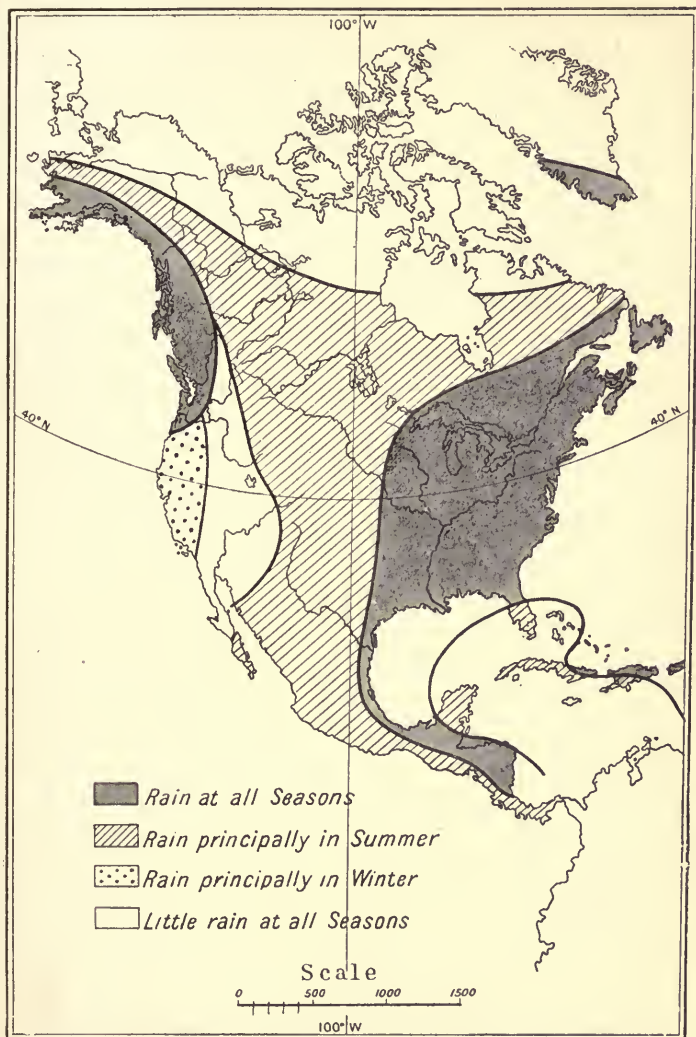 100° W
40° N
40° N
Rain at all Seasons
Rain principally in Summer
Rain principally in Winter
Little rain at all Seasons
Scale
0 500 1000 1500
100° W